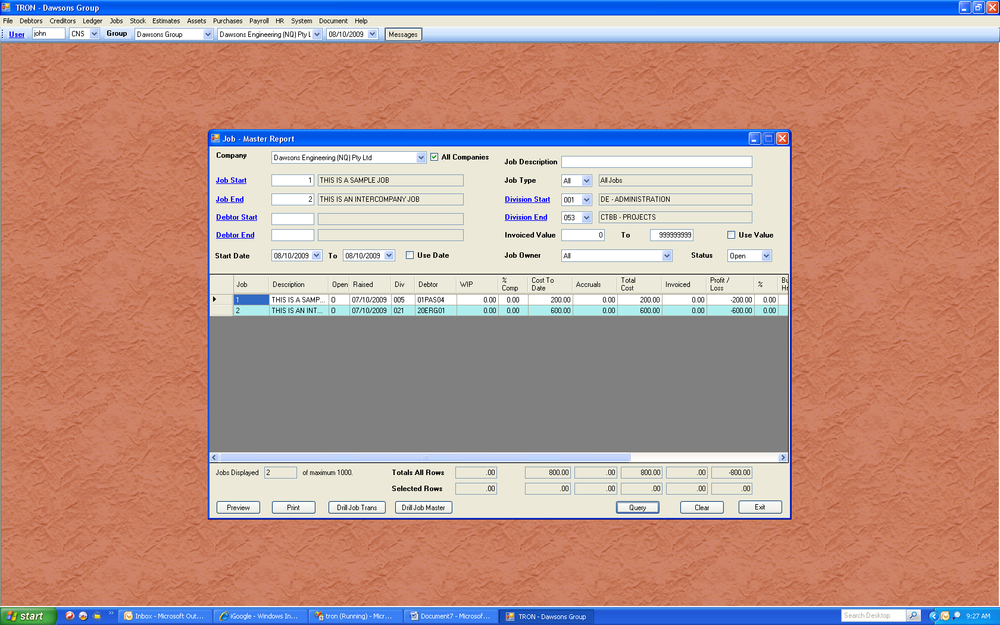 TRON - Dawsons Group
File Debtors Creditors Ledger Jobs Stock Estimates Assets Purchases Payroll HR System Document Help
User john CNS Group Dawsons Group Dawsons Engineering (NQ) Pty L 08/10/2009 Messages
Job - Master Report
Company Dawsons Engineering (NQ) Pty Ltd All Companies
Job Description
Job Start 1 THIS IS A SAMPLE JOB Job Type All All Jobs
Job End 2 THIS IS AN INTERCOMPANY JOB Division Start 001 DE - ADMINISTRATION
Debtor Start Division End 053 CTBB - PROJECTS
Debtor End Invoiced Value 0 To 999999999 Use Value
Start Date 08/10/2009 To 08/10/2009 Use Date Job Owner All Status Open
Job Description Open Raised Div Debtor WIP % Comp Cost To Date Accruals Total Cost Invoiced Profit / Loss % Bu Hr
1 THIS IS A SAMP... O 07/10/2009 005 01PAS04 0.00 0.00 200.00 0.00 200.00 0.00 -200.00 0.00
2 THIS IS AN INT... O 07/10/2009 021 20ERG01 0.00 0.00 600.00 0.00 600.00 0.00 -600.00 0.00
Jobs Displayed 2 of maximum 1000. Totals All Rows .00 800.00 .00 800.00 .00 -800.00
Selected Rows .00 .00 .00 .00 .00 .00
Preview Print Drill Job Trans Drill Job Master Query Clear Exit
start Inbox - Microsoft Out... iGoogle - Windows In... tron (Running) - Micr... Document7 - Microsof... TRON - Dawsons Group Search Desktop 9:27 AM